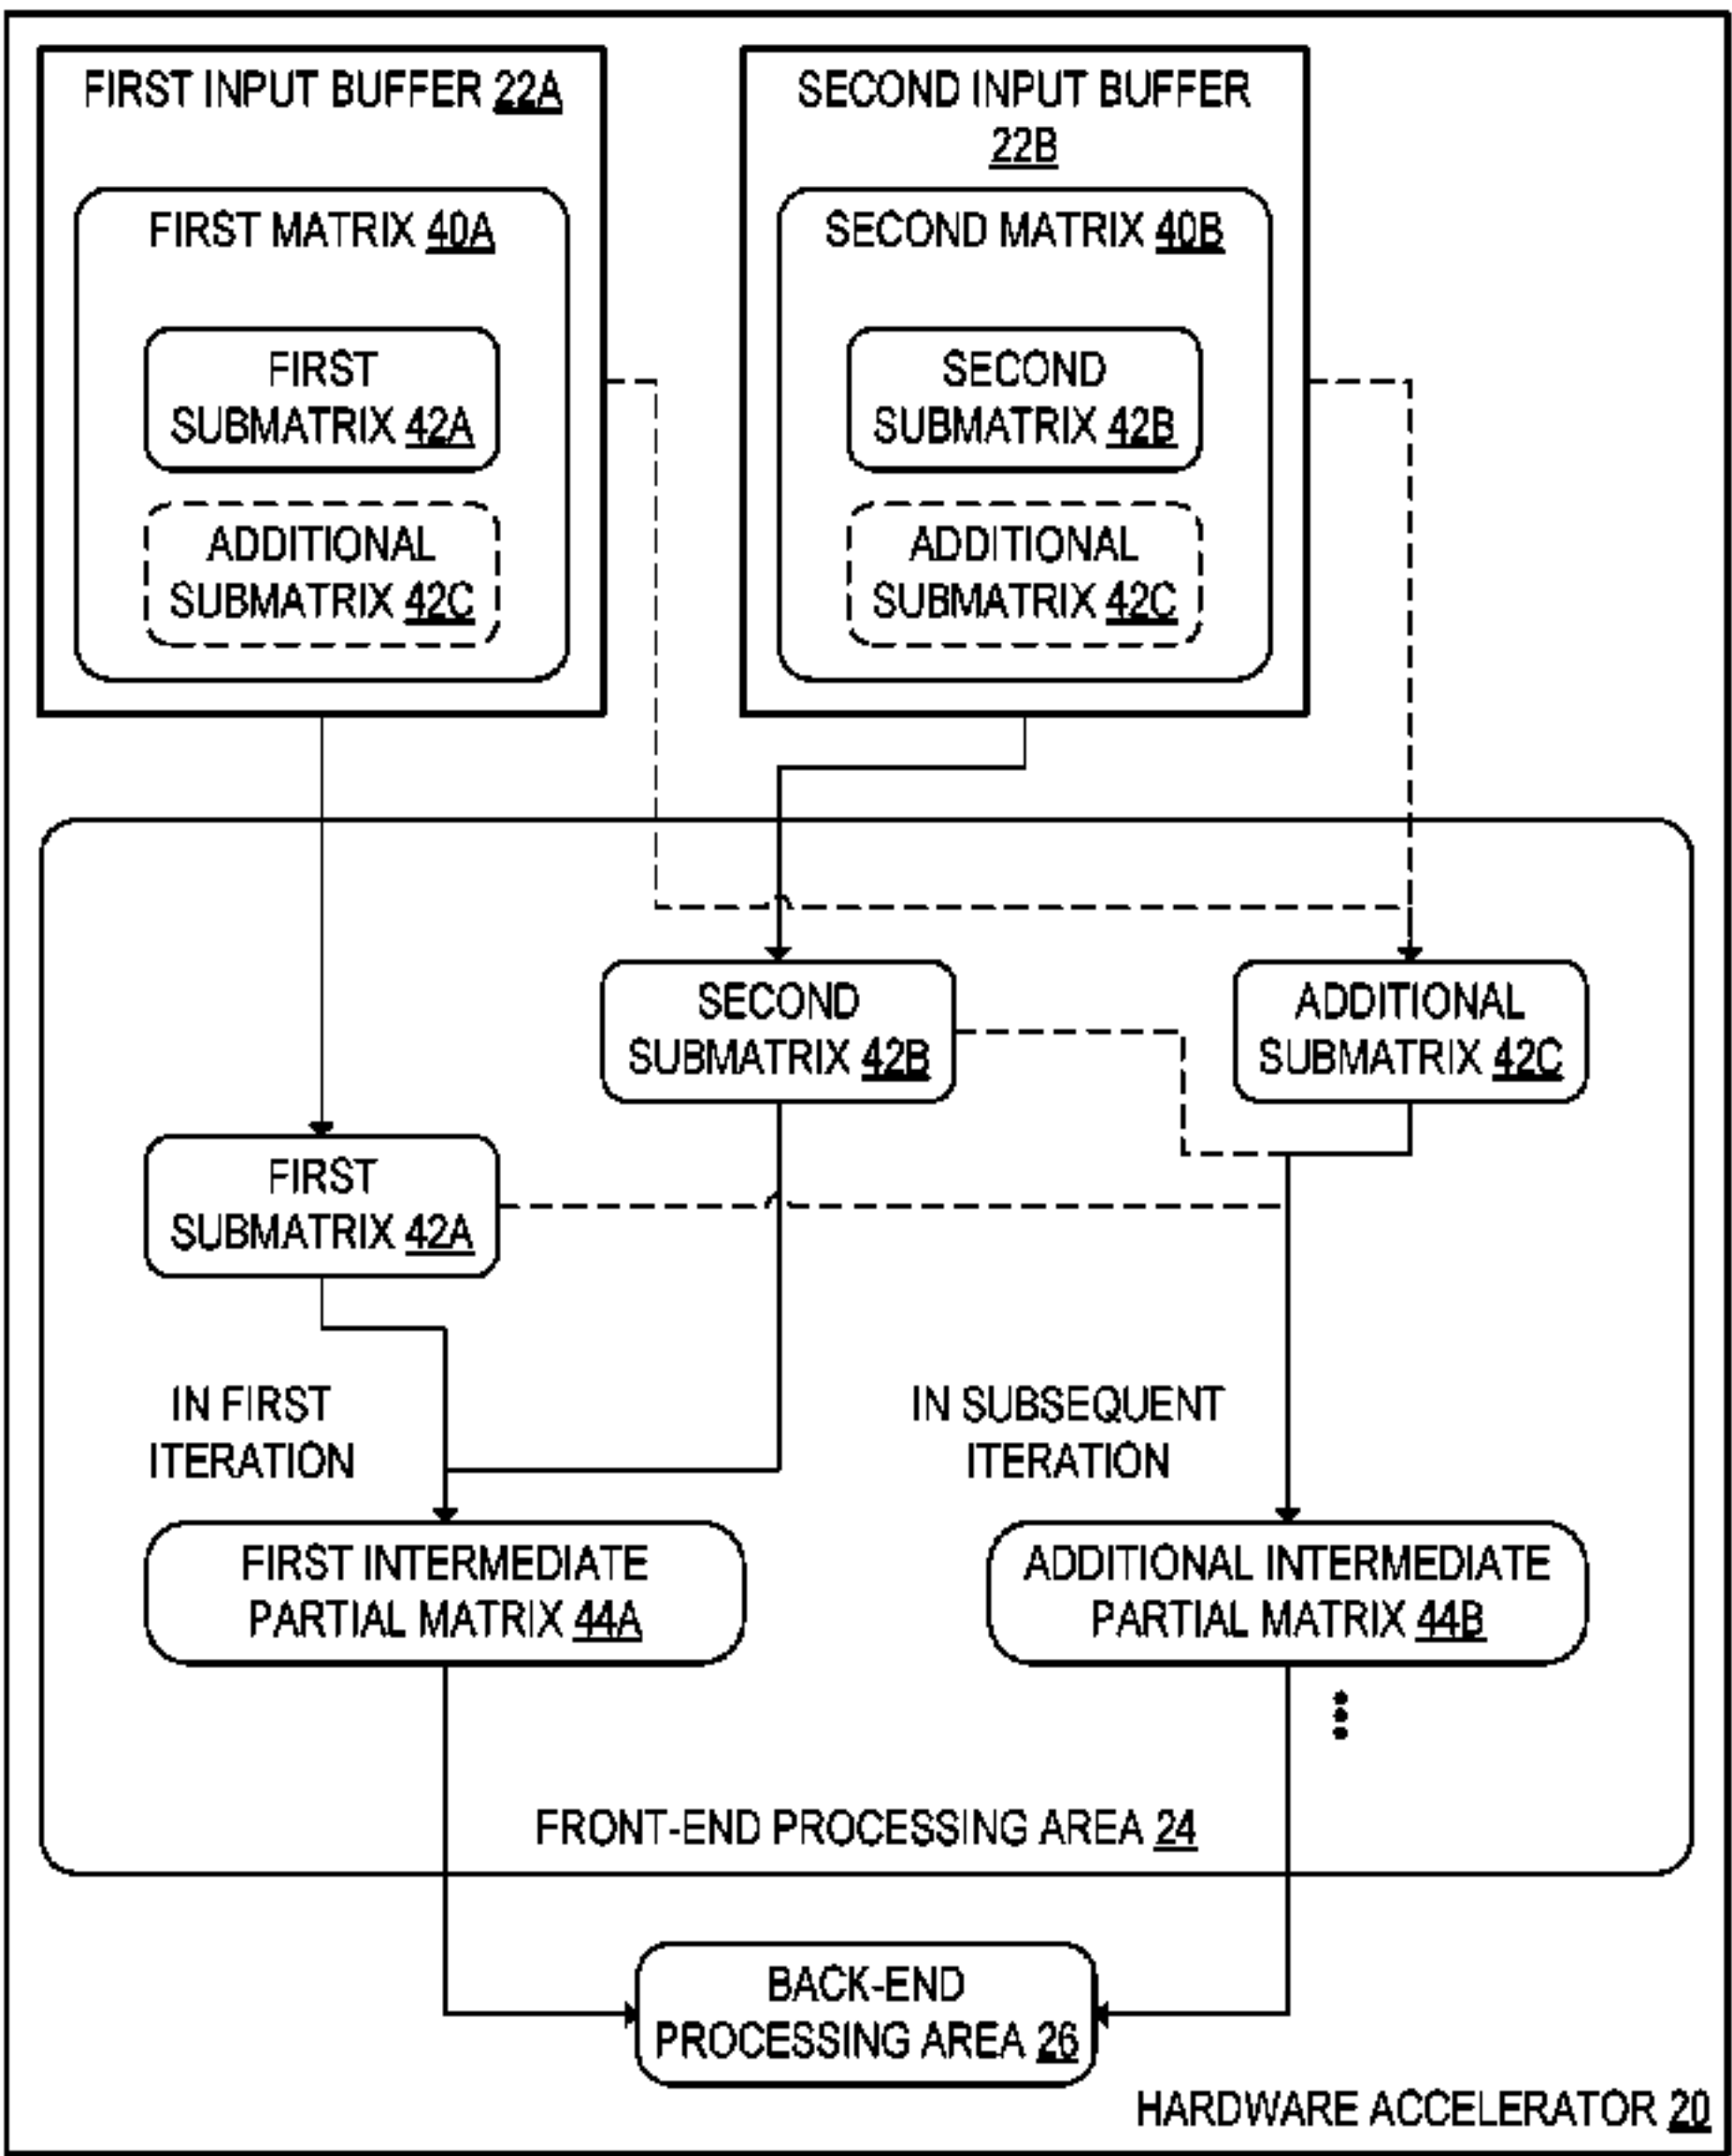 FIRST INPUT BUFFER 22A
SECOND INPUT BUFFER
22B
FIRST MATRIX 40A
SECOND MATRIX 40B
FIRST
SUBMATRIX 42A
SECOND
SUBMATRIX 42B
ADDITIONAL
SUBMATRIX 42C
ADDITIONAL
SUBMATRIX 42C
SECOND
SUBMATRIX 42B
ADDITIONAL
SUBMATRIX 42C
FIRST
SUBMATRIX 42A
IN FIRST
ITERATION
IN SUBSEQUENT
ITERATION
FIRST INTERMEDIATE
PARTIAL MATRIX 44A
ADDITIONAL INTERMEDIATE
PARTIAL MATRIX 44B
FRONT-END PROCESSING AREA 24
BACK-END
PROCESSING AREA 26
HARDWARE ACCELERATOR 20